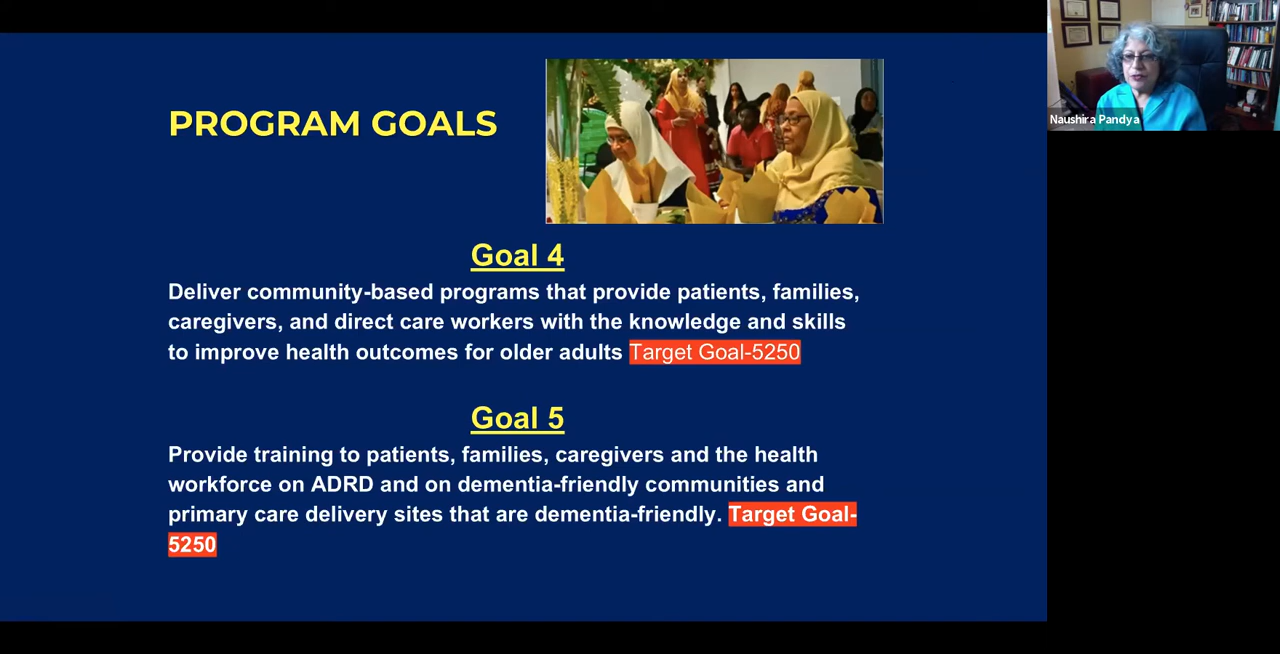 PROGRAM GOALS
Naushira Pandya
Goal 4
Deliver community-based programs that provide patients, families,
caregivers, and direct care workers with the knowledge and skills
to improve health outcomes for older adults Target Goal-5250
Goal 5
Provide training to patients, families, caregivers and the health
workforce on ADRD and on dementia-friendly communities and
primary care delivery sites that are dementia-friendly. Target Goal-
5250